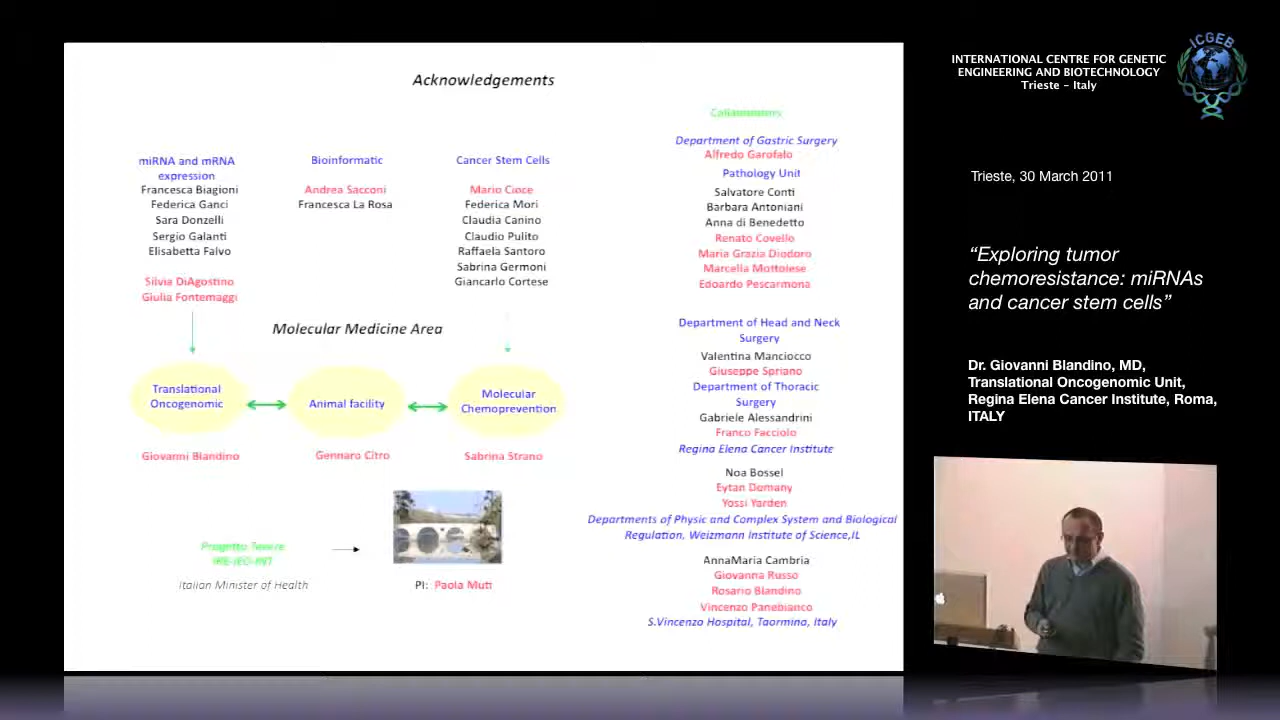 Acknowledgements
miRNA and mRNA
expression
Francesca Biagioni
Federica Ganci
Sara Donzelli
Sergio Galanti
Elisabetta Falvo
Silvia DiAgostino
Giulia Fontemaggi
Bioinformatic
Andrea Sacconi
Francesca La Rosa
Cancer Stem Cells
Mario Cioce
Federica Mori
Claudia Canino
Claudio Pulito
Raffaela Santoro
Sabrina Germoni
Giancarlo Cortese
Molecular Medicine Area
Translational
Oncogenomic
Animal facility
Molecular
Chemoprevention
Giovanni Blandino
Gennaro Citro
Sabrina Strano
Progetto Tevere
IRE-IEO-INT
Italian Minister of Health
PI: Paola Muti
Collaborators
Department of Gastric Surgery
Alfredo Garofalo
Pathology Unit
Salvatore Conti
Barbara Antoniani
Anna di Benedetto
Renato Covello
Maria Grazia Diodoro
Marcella Mottolese
Edoardo Pescarmona
Department of Head and Neck
Surgery
Valentina Manciocco
Giuseppe Spriano
Department of Thoracic
Surgery
Gabriele Alessandrini
Franco Facciolo
Regina Elena Cancer Institute
Noa Bossel
Eytan Domany
Yossi Yarden
Departments of Physic and Complex System and Biological
Regulation, Weizmann Institute of Science,IL
AnnaMaria Cambria
Giovanna Russo
Rosario Blandino
Vincenzo Panebianco
S.Vincenzo Hospital, Taormina, Italy
INTERNATIONAL CENTRE FOR GENETIC
ENGINEERING AND BIOTECHNOLOGY
Trieste – Italy
ICGEB
Trieste, 30 March 2011
“Exploring tumor
chemoresistance: miRNAs
and cancer stem cells”
Dr. Giovanni Blandino, MD,
Translational Oncogenomic Unit,
Regina Elena Cancer Institute, Roma,
ITALY